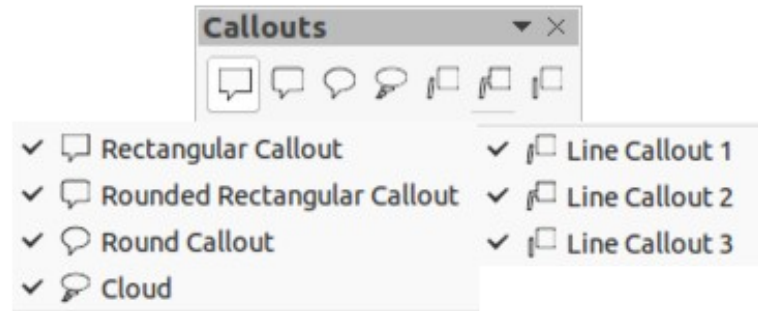 Callouts
Rectangular Callout
Rounded Rectangular Callout
Round Callout
Cloud
Line Callout 1
Line Callout 2
Line Callout 3